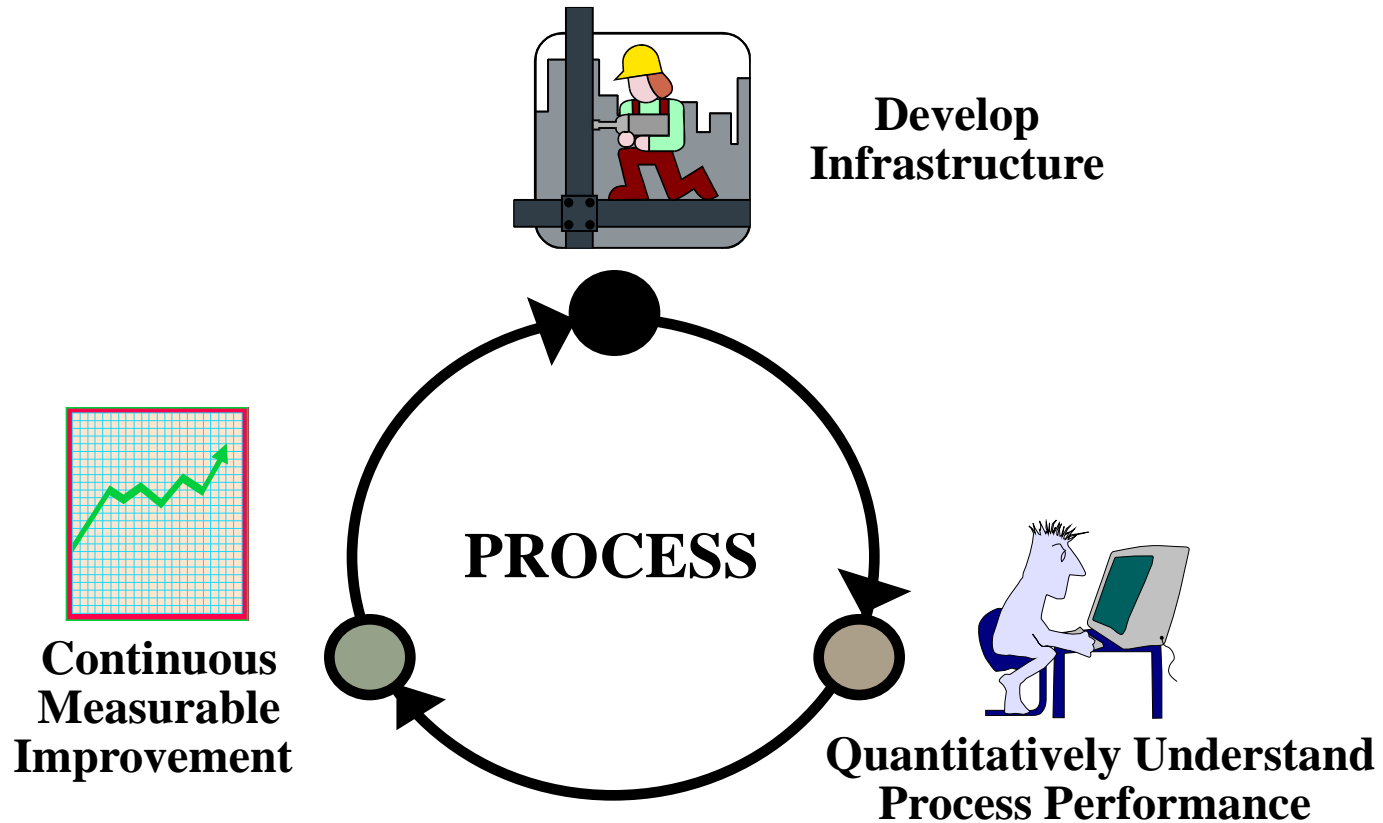 Develop
Infrastructure
PROCESS
Continuous
Measurable
Improvement
Quantitatively Understand
Process Performance